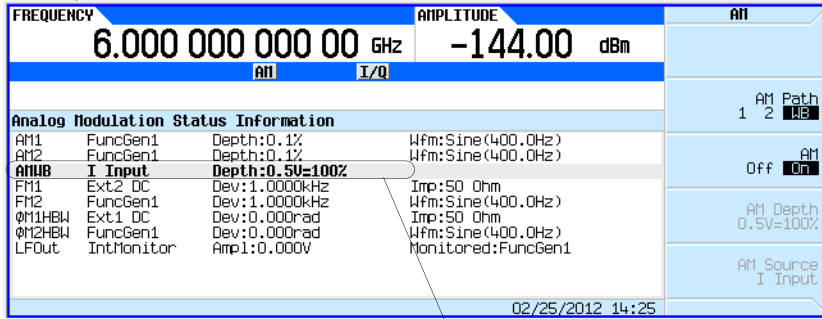 FREQUENCY AMPLITUDE AM
6.000 000 000 00 GHz -144.00 dBm
AM I/Q
AM Path
1 2 WB
Analog Modulation Status Information
AM1 FuncGen1 Depth:0.1% Wfm:Sine(400.0Hz)
AM2 FuncGen1 Depth:0.1% Wfm:Sine(400.0Hz)
AMWB I Input Depth:0.5V=100%
FM1 Ext2 DC Dev:1.0000kHz Imp:50 Ohm
FM2 FuncGen1 Dev:1.0000kHz Wfm:Sine(400.0Hz)
ΦM1HBW Ext1 DC Dev:0.000rad Imp:50 Ohm
ΦM2HBW FuncGen1 Dev:0.000rad Wfm:Sine(400.0Hz)
LFOut IntMonitor Ampl:0.000V Monitored:FuncGen1
AM
Off On
AM Depth
0.5V=100%
AM Source
I Input
02/25/2012 14:25